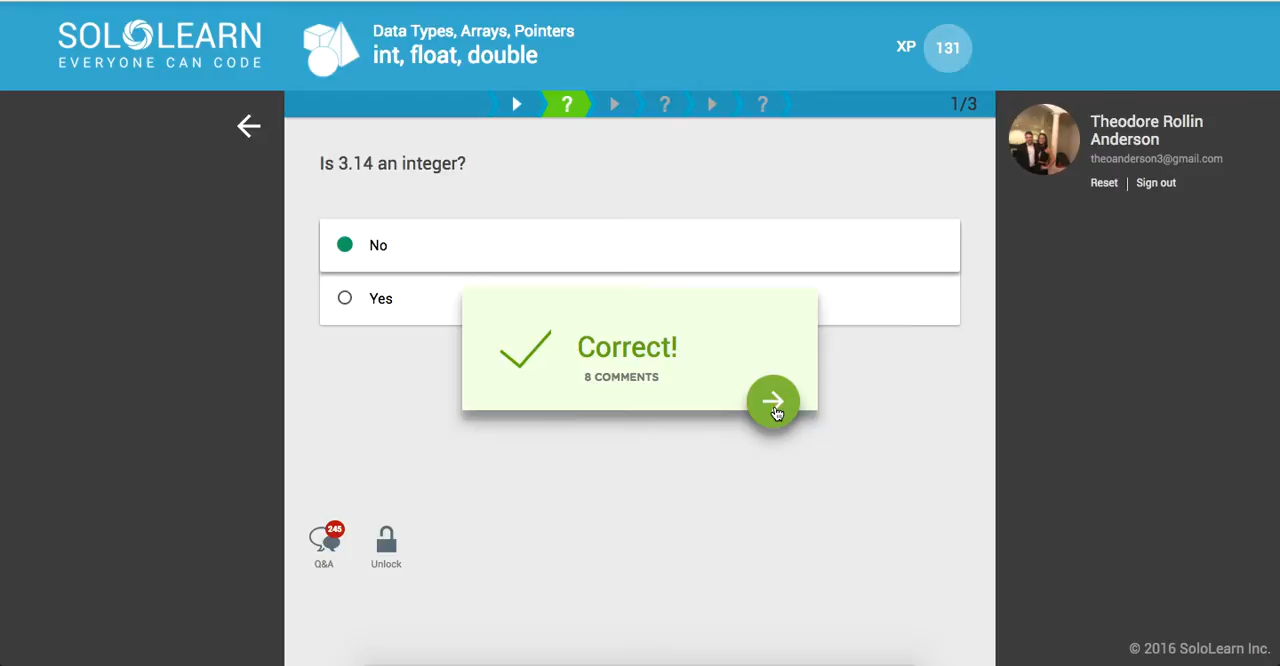 SOLOLEARN
EVERYONE CAN CODE
Data Types, Arrays, Pointers
int, float, double
XP 131
? ? ? 1/3
Theodore Rollin
Anderson
theoanderson3@gmail.com
Reset | Sign out
Is 3.14 an integer?
No
Yes
Correct!
8 COMMENTS
245
Q&A
Unlock
© 2016 SoloLearn Inc.